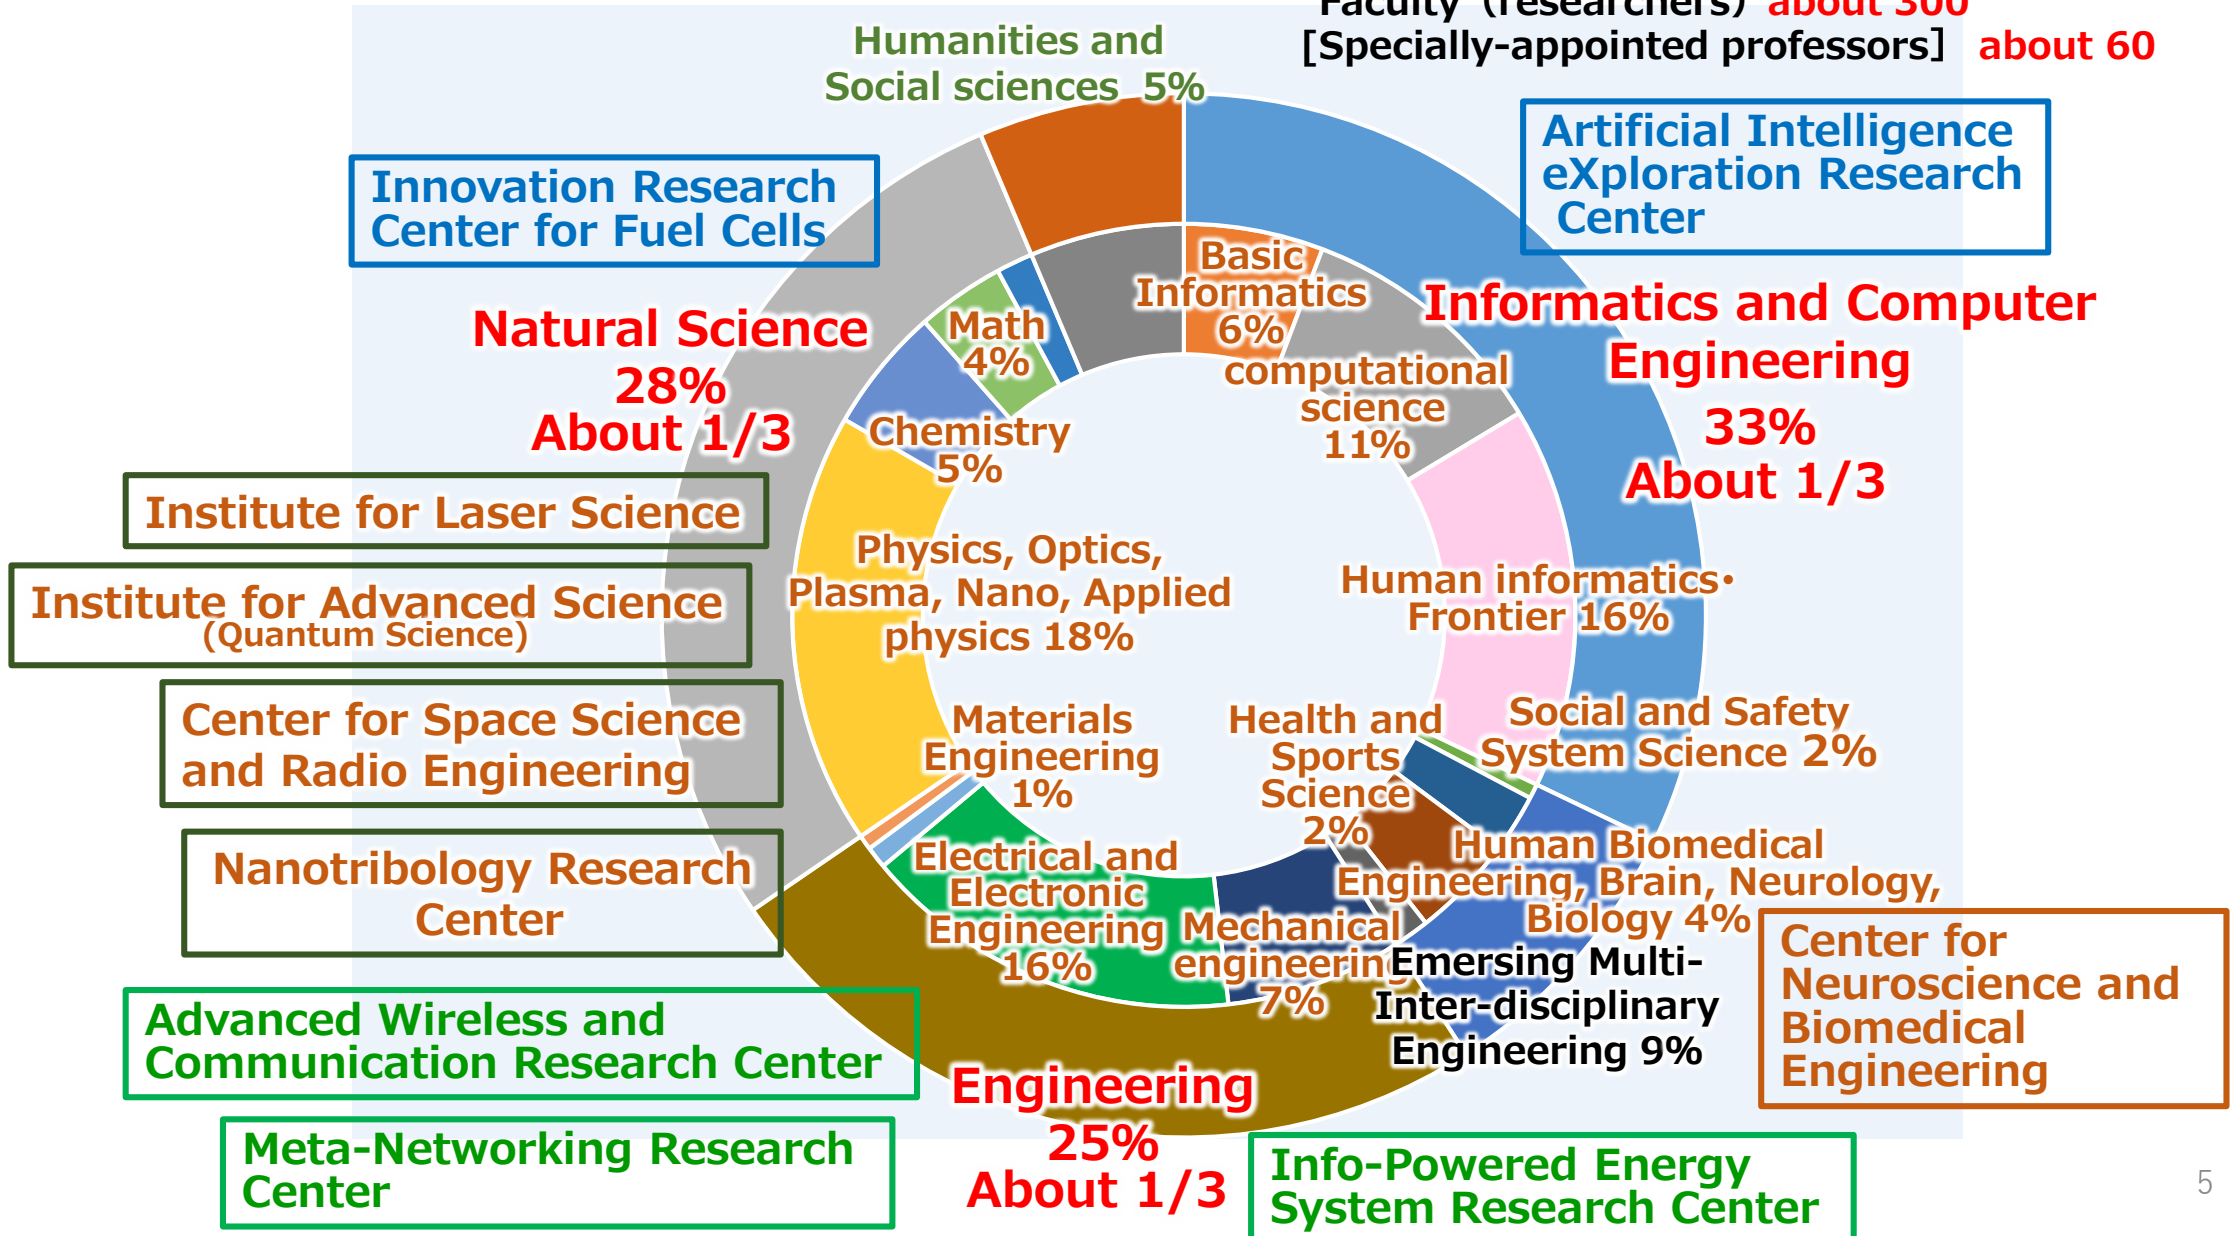 Faculty (researchers) about 300
[Specially-appointed professors] about 60
Humanities and
Social sciences 5%
Artificial Intelligence
eXploration Research
Center
Innovation Research
Center for Fuel Cells
Basic
Informatics
6%
Informatics and Computer
Engineering
33%
About 1/3
Natural Science
28%
About 1/3
Math
4%
computational
science
11%
Chemistry
5%
Institute for Laser Science
Physics, Optics,
Plasma, Nano, Applied
physics 18%
Human informatics・
Frontier 16%
Institute for Advanced Science
(Quantum Science)
Center for Space Science
and Radio Engineering
Materials
Engineering
1%
Health and
Sports
Science
2%
Social and Safety
System Science 2%
Nanotribology Research
Center
Electrical and
Electronic
Engineering
16%
Mechanical
engineering
7%
Human Biomedical
Engineering, Brain, Neurology,
Biology 4%
Emersing Multi-
Inter-disciplinary
Engineering 9%
Center for
Neuroscience and
Biomedical
Engineering
Advanced Wireless and
Communication Research Center
Engineering
25%
About 1/3
Meta-Networking Research
Center
Info-Powered Energy
System Research Center
5